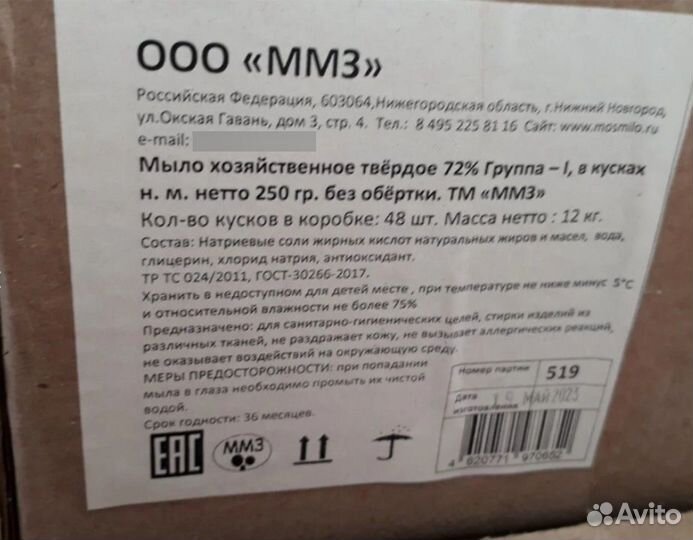 ООО «ММЗ»
Российская Федерация, 603064,Нижегородская область, г.Нижний Новгород,
ул.Окская Гавань, дом 3, стр. 4. Тел.: 8 495 225 81 16 Сайт: www.mosmilo.ru
e-mail:
Мыло хозяйственное твёрдое 72% Группа – I, в кусках
н. м. нетто 250 гр. без обёртки. ТМ «ММЗ»
Кол-во кусков в коробке: 48 шт. Масса нетто : 12 кг.
Состав: Натриевые соли жирных кислот натуральных жиров и масел, вода,
глицерин, хлорид натрия, антиоксидант.
ТР ТС 024/2011, ГОСТ-30266-2017.
Хранить в недоступном для детей месте , при температуре не ниже минус 5°С
и относительной влажности не более 75%
Предназначено: для санитарно-гигиенических целей, стирки изделий из
различных тканей, не раздражает кожу, не вызывает аллергических реакций,
не оказывает воздействий на окружающую среду.
МЕРЫ ПРЕДОСТОРОЖНОСТИ: при попадании
мыла в глаза необходимо промыть их чистой
водой.
Срок годности: 36 месяцев.
Номер партии 519
Дата
изготовления 19 МАЙ 2023
EAC
ММЗ
4 620771 970652
Avito